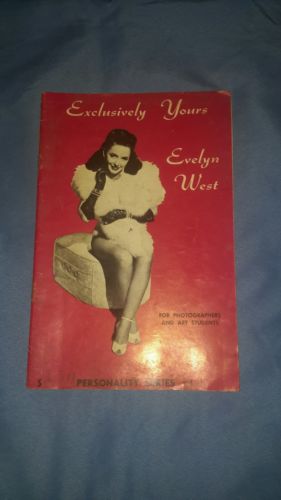 Exclusively Yours
Evelyn
West
FOR PHOTOGRAPHERS
AND ART STUDENTS
PERSONALITY SERIES